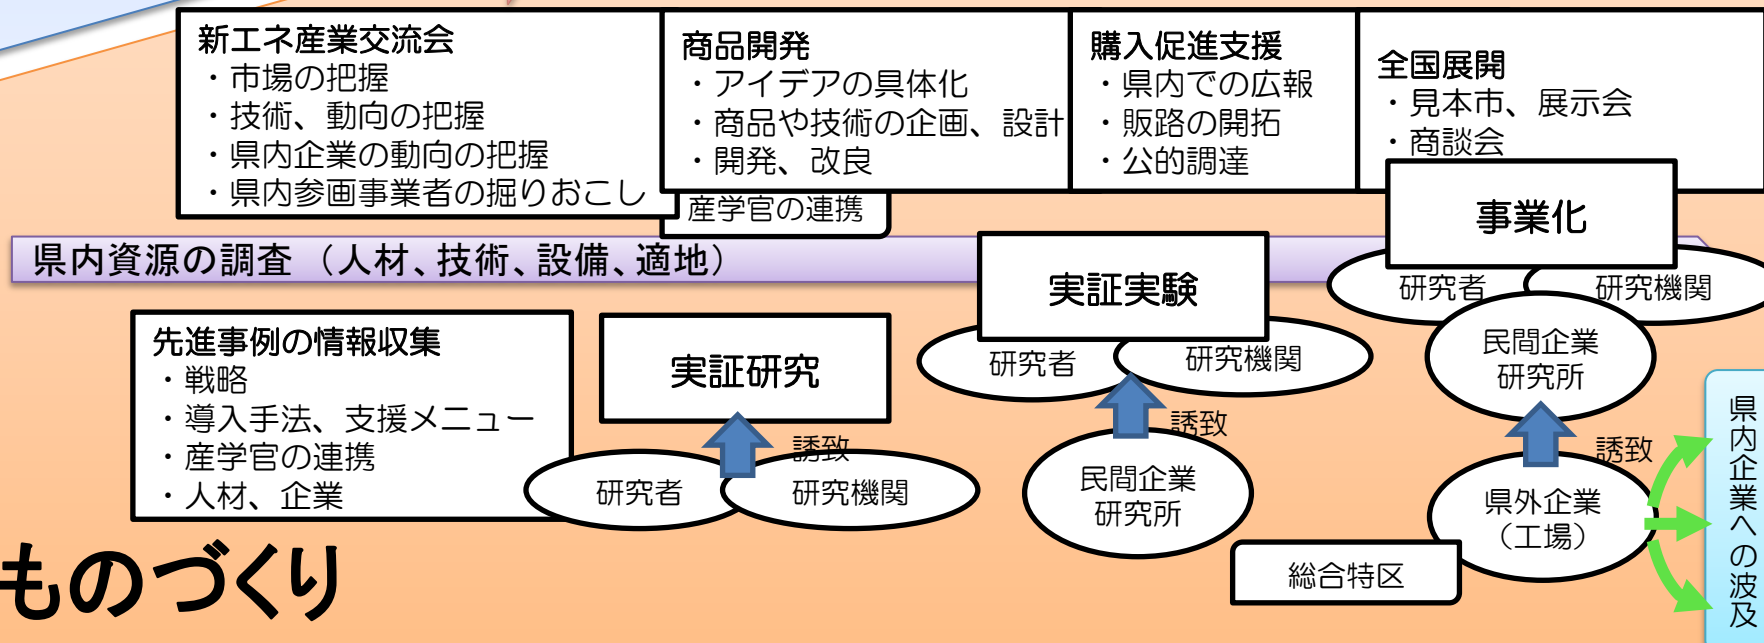 新エネ産業交流会
・市場の把握
・技術、動向の把握
・県内企業の動向の把握
・県内参画事業者の掘りおこし
商品開発
・アイデアの具体化
・商品や技術の企画、設計
・開発、改良
産学官の連携
購入促進支援
・県内での広報
・販路の開拓
・公的調達
全国展開
・見本市、展示会
・商談会
事業化
県内資源の調査（人材、技術、設備、適地）
実証実験
研究者
研究機関
民間企業
研究所
先進事例の情報収集
・戦略
・導入手法、支援メニュー
・産学官の連携
・人材、企業
実証研究
誘致
研究者
研究機関
研究者
研究機関
誘致
民間企業
研究所
誘致
県外企業
（工場）
総合特区
県内企業への波及
ものづくり